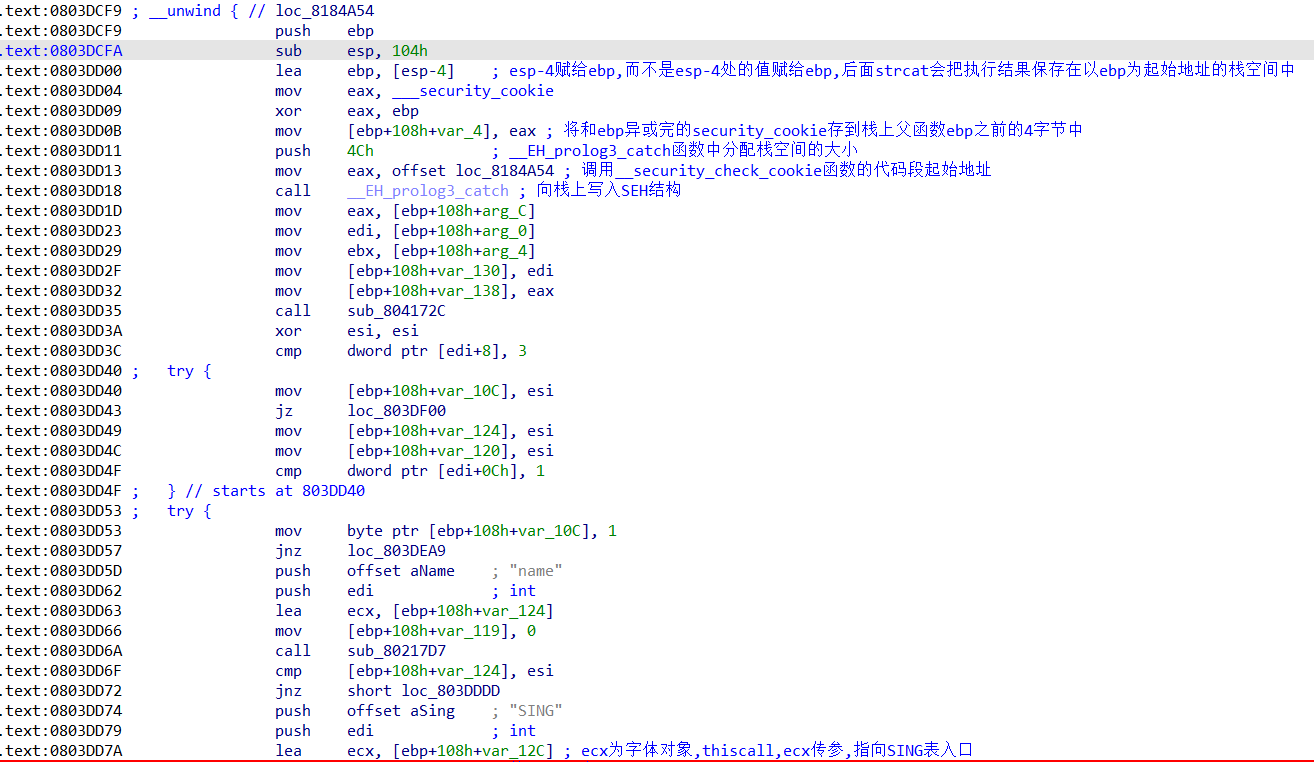 .text:0803DCF9 ; __unwind { // loc_8184A54
.text:0803DCF9 push ebp
.text:0803DCFA sub esp, 104h
.text:0803DD00 lea ebp, [esp-4] ; esp-4赋给ebp,而不是esp-4处的值赋给ebp,后面strcat会把执行结果保存在以ebp为起始地址的栈空间中
.text:0803DD04 mov eax, ___security_cookie
.text:0803DD09 xor eax, ebp
.text:0803DD0B mov [ebp+108h+var_4], eax ; 将和ebp异或完的security_cookie存到栈上父函数ebp之前的4字节中
.text:0803DD11 push 4Ch ; __EH_prolog3_catch函数中分配栈空间的大小
.text:0803DD13 mov eax, offset loc_8184A54 ; 调用__security_check_cookie函数的代码段起始地址
.text:0803DD18 call __EH_prolog3_catch ; 向栈上写入SEH结构
.text:0803DD1D mov eax, [ebp+108h+arg_C]
.text:0803DD23 mov edi, [ebp+108h+arg_0]
.text:0803DD29 mov ebx, [ebp+108h+arg_4]
.text:0803DD2F mov [ebp+108h+var_130], edi
.text:0803DD32 mov [ebp+108h+var_138], eax
.text:0803DD35 call sub_804172C
.text:0803DD3A xor esi, esi
.text:0803DD3C cmp dword ptr [edi+8], 3
.text:0803DD40 ; try {
.text:0803DD40 mov [ebp+108h+var_10C], esi
.text:0803DD43 jz loc_803DF00
.text:0803DD49 mov [ebp+108h+var_124], esi
.text:0803DD4C mov [ebp+108h+var_120], esi
.text:0803DD4F cmp dword ptr [edi+0Ch], 1
.text:0803DD4F ; } // starts at 803DD40
.text:0803DD53 ; try {
.text:0803DD53 mov byte ptr [ebp+108h+var_10C], 1
.text:0803DD57 jnz loc_803DEA9
.text:0803DD5D push offset aName ; "name"
.text:0803DD62 push edi ; int
.text:0803DD63 lea ecx, [ebp+108h+var_124]
.text:0803DD66 mov [ebp+108h+var_119], 0
.text:0803DD6A call sub_80217D7
.text:0803DD6F cmp [ebp+108h+var_124], esi
.text:0803DD72 jnz short loc_803DDDD
.text:0803DD74 push offset aSing ; "SING"
.text:0803DD79 push edi ; int
.text:0803DD7A lea ecx, [ebp+108h+var_12C] ; ecx为字体对象,thiscall,ecx传参,指向SING表入口